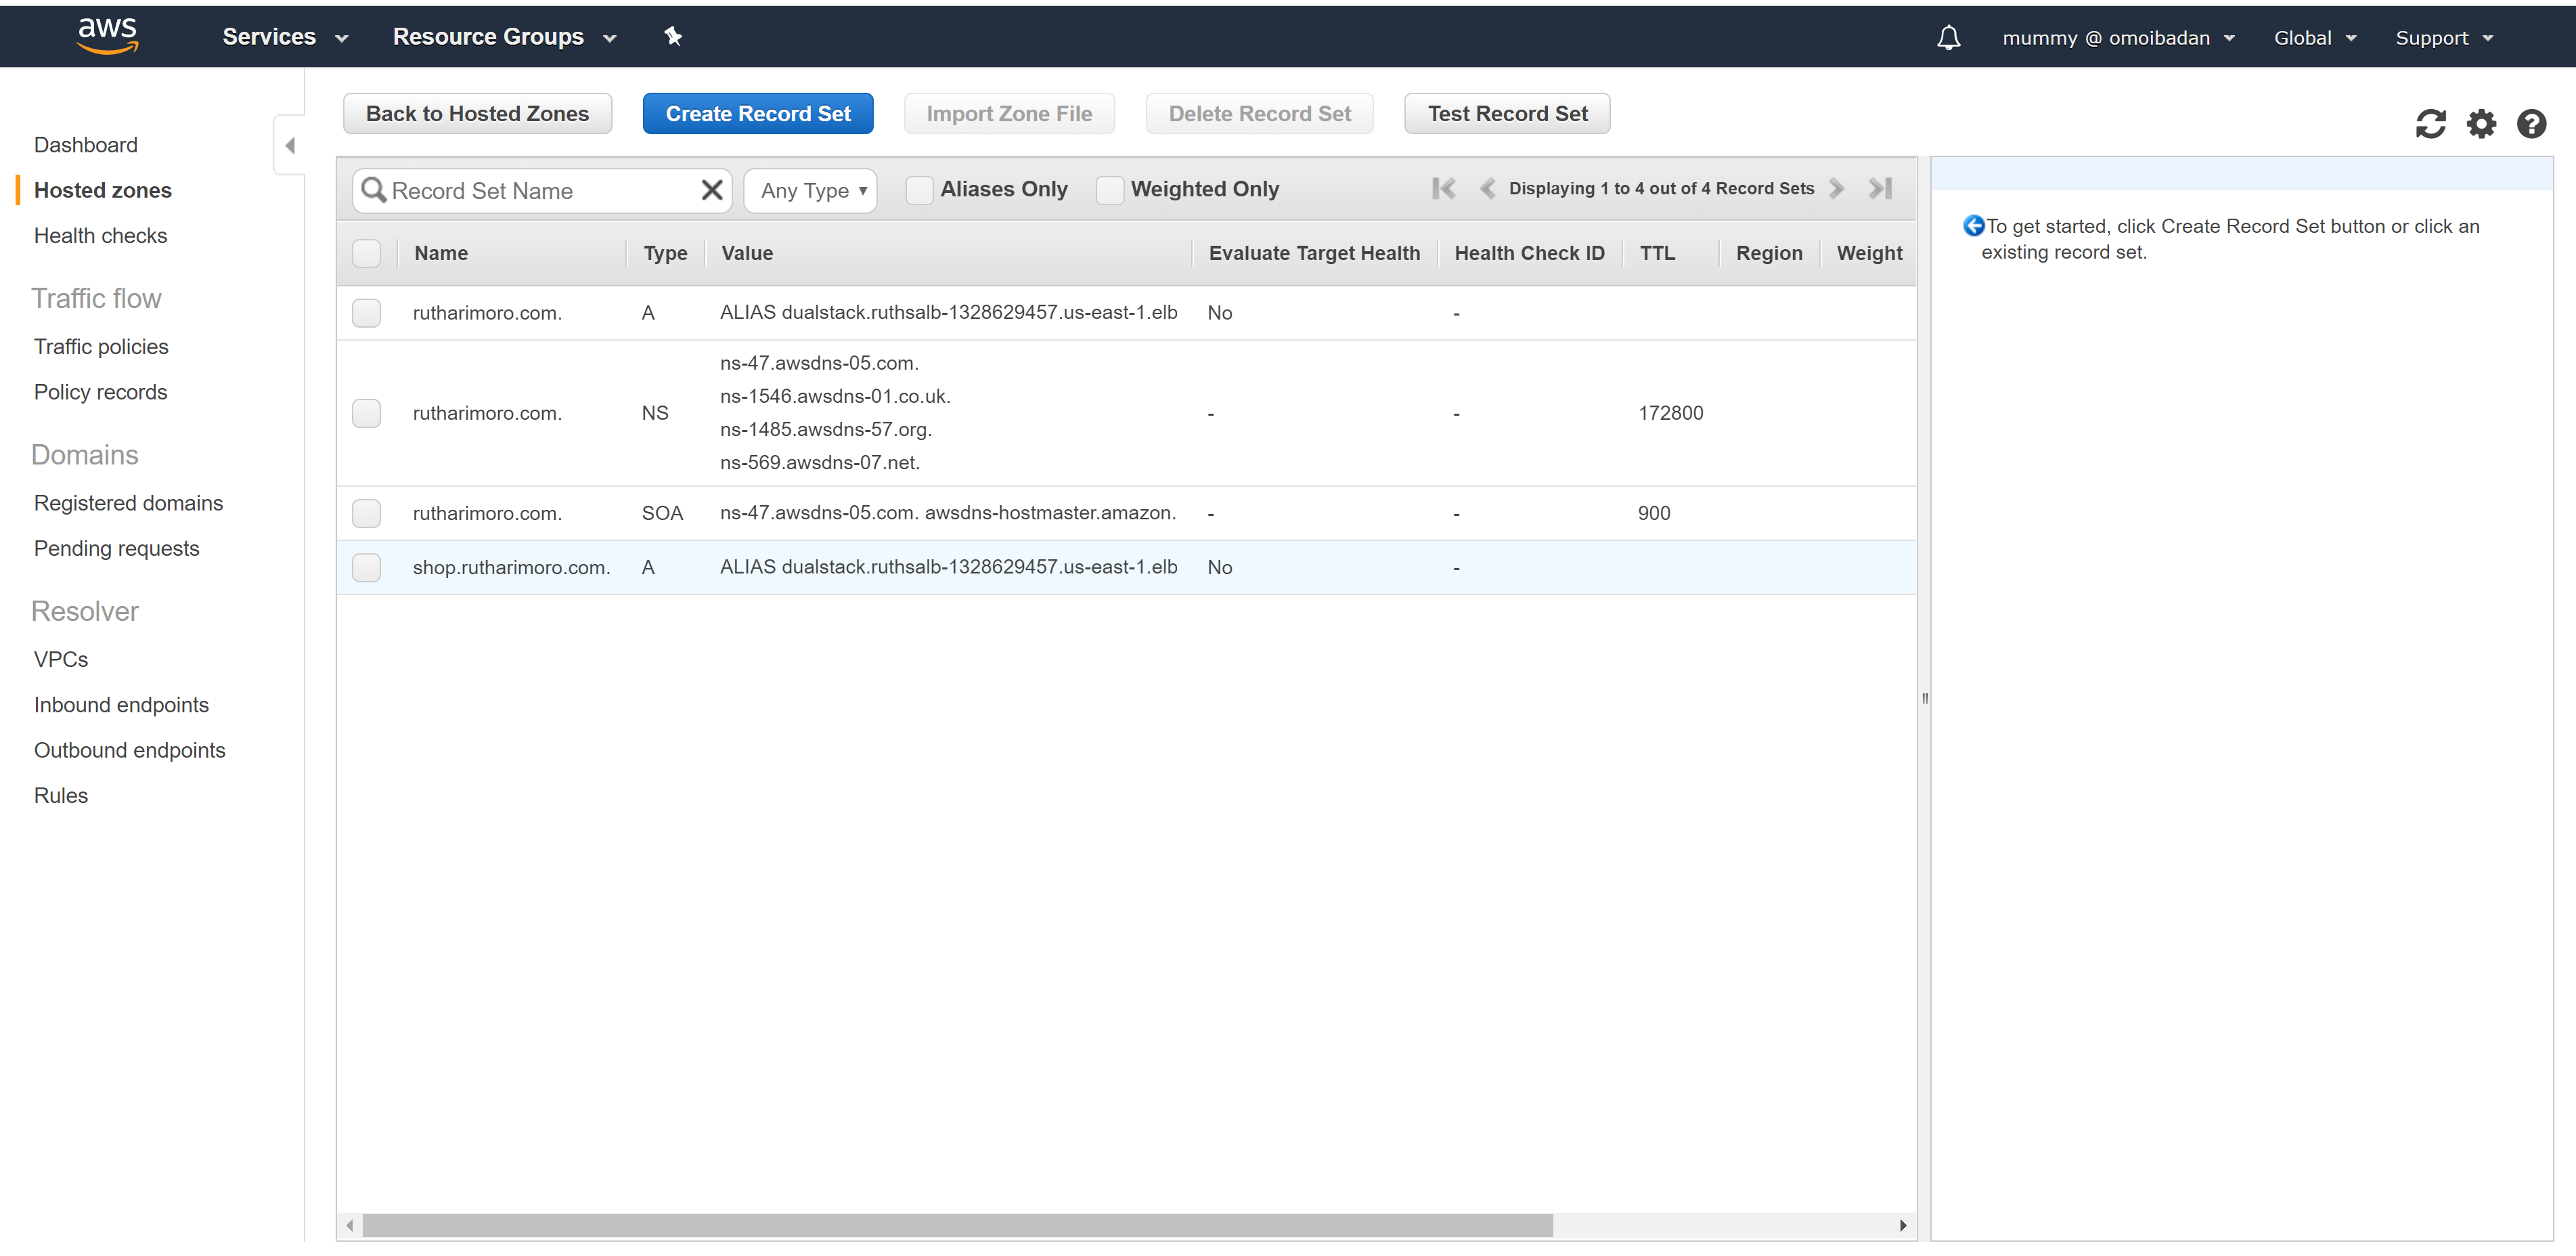 aws Services Resource Groups mummy @ omoibadan Global Support
Dashboard
Hosted zones
Health checks
Traffic flow
Traffic policies
Policy records
Domains
Registered domains
Pending requests
Resolver
VPCs
Inbound endpoints
Outbound endpoints
Rules
Back to Hosted Zones Create Record Set Import Zone File Delete Record Set Test Record Set
Record Set Name Any Type Aliases Only Weighted Only Displaying 1 to 4 out of 4 Record Sets
Name Type Value Evaluate Target Health Health Check ID TTL Region Weight
rutharimoro.com. A ALIAS dualstack.ruthsalb-1328629457.us-east-1.elb No -
rutharimoro.com. NS ns-47.awsdns-05.com.
ns-1546.awsdns-01.co.uk.
ns-1485.awsdns-57.org.
ns-569.awsdns-07.net. - - 172800
rutharimoro.com. SOA ns-47.awsdns-05.com. awsdns-hostmaster.amazon. - - 900
shop.rutharimoro.com. A ALIAS dualstack.ruthsalb-1328629457.us-east-1.elb No -
To get started, click Create Record Set button or click an
existing record set.